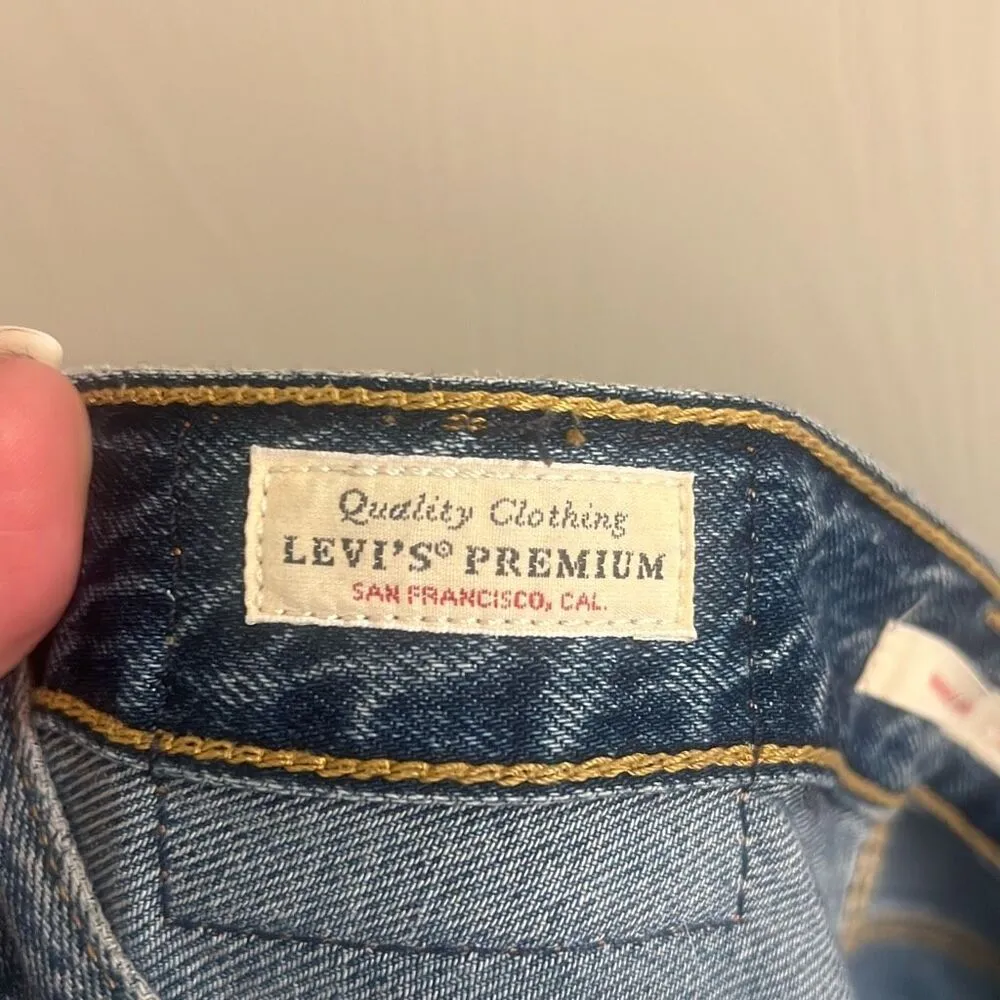 Quality Clothing
LEVI'S® PREMIUM
SAN FRANCISCO, CAL.